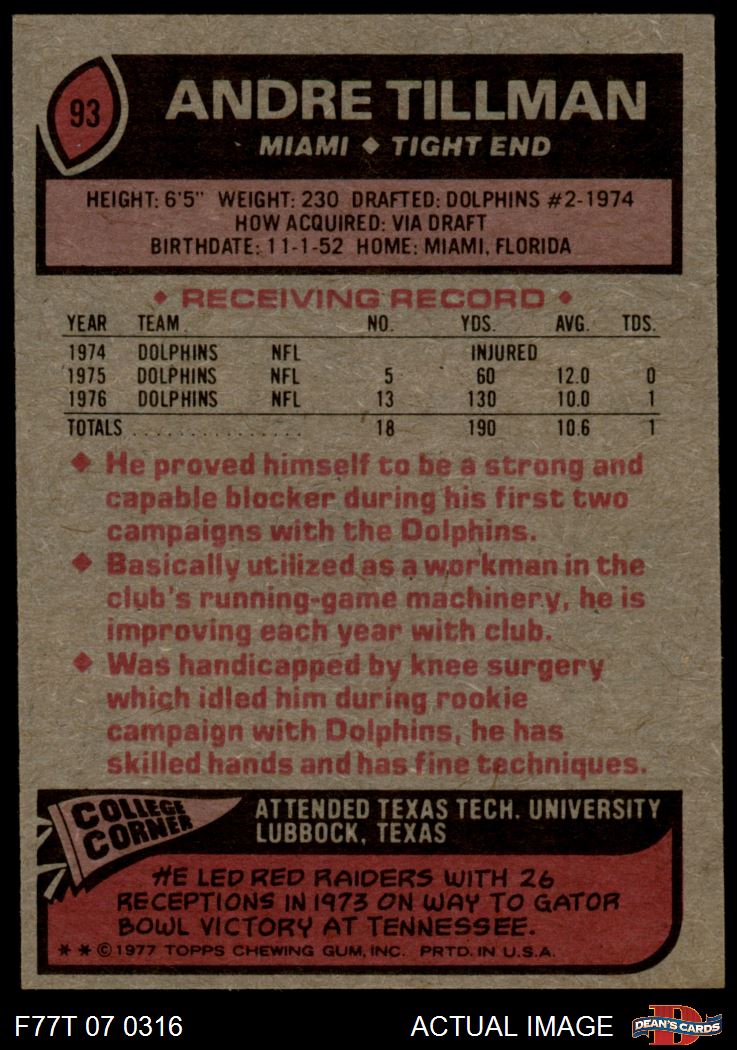 93
ANDRE TILLMAN
MIAMI ◆ TIGHT END
HEIGHT: 6'5" WEIGHT: 230 DRAFTED: DOLPHINS #2-1974
HOW ACQUIRED: VIA DRAFT
BIRTHDATE: 11-1-52 HOME: MIAMI, FLORIDA
◆ RECEIVING RECORD ◆
YEAR TEAM NO. YDS. AVG. TDS.
1974 DOLPHINS NFL INJURED
1975 DOLPHINS NFL 5 60 12.0 0
1976 DOLPHINS NFL 13 130 10.0 1
TOTALS . . . . . . . . . . . . . . . 18 190 10.6 1
◆ He proved himself to be a strong and
capable blocker during his first two
campaigns with the Dolphins.
◆ Basically utilized as a workman in the
club's running-game machinery, he is
improving each year with club.
◆ Was handicapped by knee surgery
which idled him during rookie
campaign with Dolphins, he has
skilled hands and has fine techniques.
COLLEGE
CORNER
ATTENDED TEXAS TECH. UNIVERSITY
LUBBOCK, TEXAS
HE LED RED RAIDERS WITH 26
RECEPTIONS IN 1973 ON WAY TO GATOR
BOWL VICTORY AT TENNESSEE.
* * © 1977 TOPPS CHEWING GUM, INC. PRTD. IN U.S.A.
F77T 07 0316 ACTUAL IMAGE
D
DEAN'S CARDS